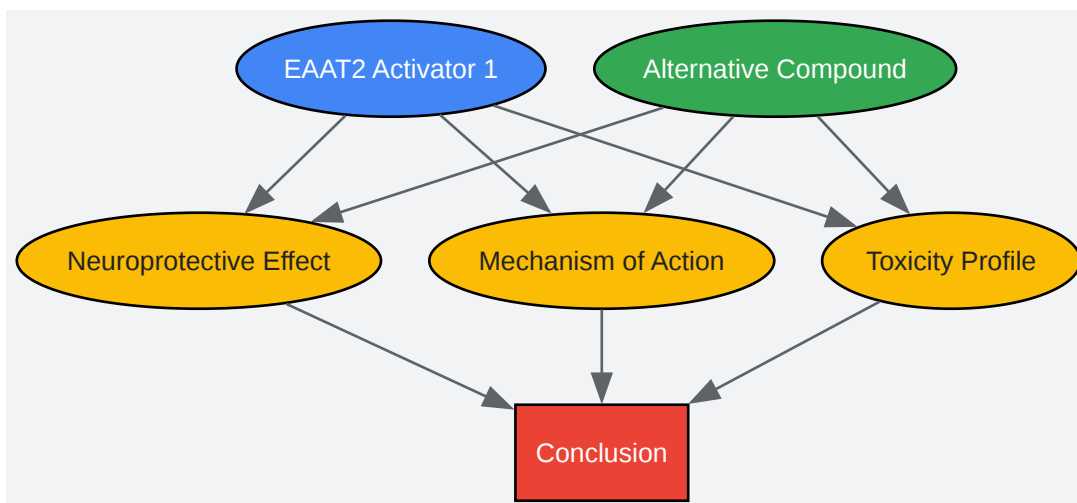 EAAT2 Activator 1
Alternative Compound
Neuroprotective Effect
Mechanism of Action
Toxicity Profile
Conclusion